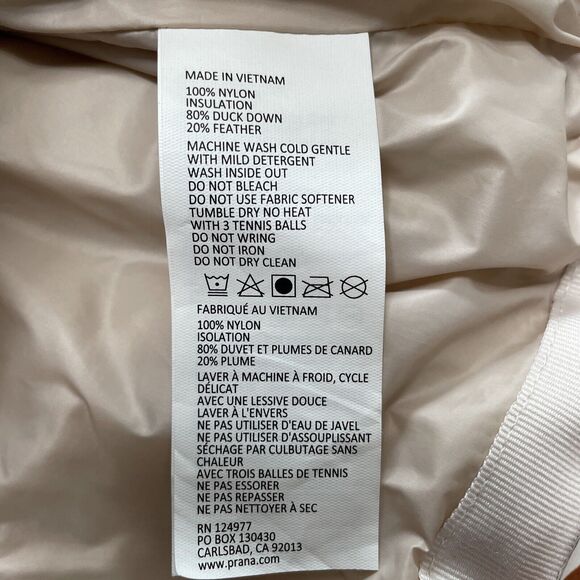 MADE IN VIETNAM
100% NYLON
INSULATION
80% DUCK DOWN
20% FEATHER
MACHINE WASH COLD GENTLE
WITH MILD DETERGENT
WASH INSIDE OUT
DO NOT BLEACH
DO NOT USE FABRIC SOFTENER
TUMBLE DRY NO HEAT
WITH 3 TENNIS BALLS
DO NOT WRING
DO NOT IRON
DO NOT DRY CLEAN
FABRIQUÉ AU VIETNAM
100% NYLON
ISOLATION
80% DUVET ET PLUMES DE CANARD
20% PLUME
LAVER À MACHINE À FROID, CYCLE
DÉLICAT
AVEC UNE LESSIVE DOUCE
LAVER À L'ENVERS
NE PAS UTILISER D'EAU DE JAVEL
NE PAS UTILISER D'ASSOUPLISSANT
SÉCHAGE PAR CULBUTAGE SANS
CHALEUR
AVEC TROIS BALLES DE TENNIS
NE PAS ESSORER
NE PAS REPASSER
NE PAS NETTOYER À SEC
RN 124977
PO BOX 130430
CARLSBAD, CA 92013
www.prana.com